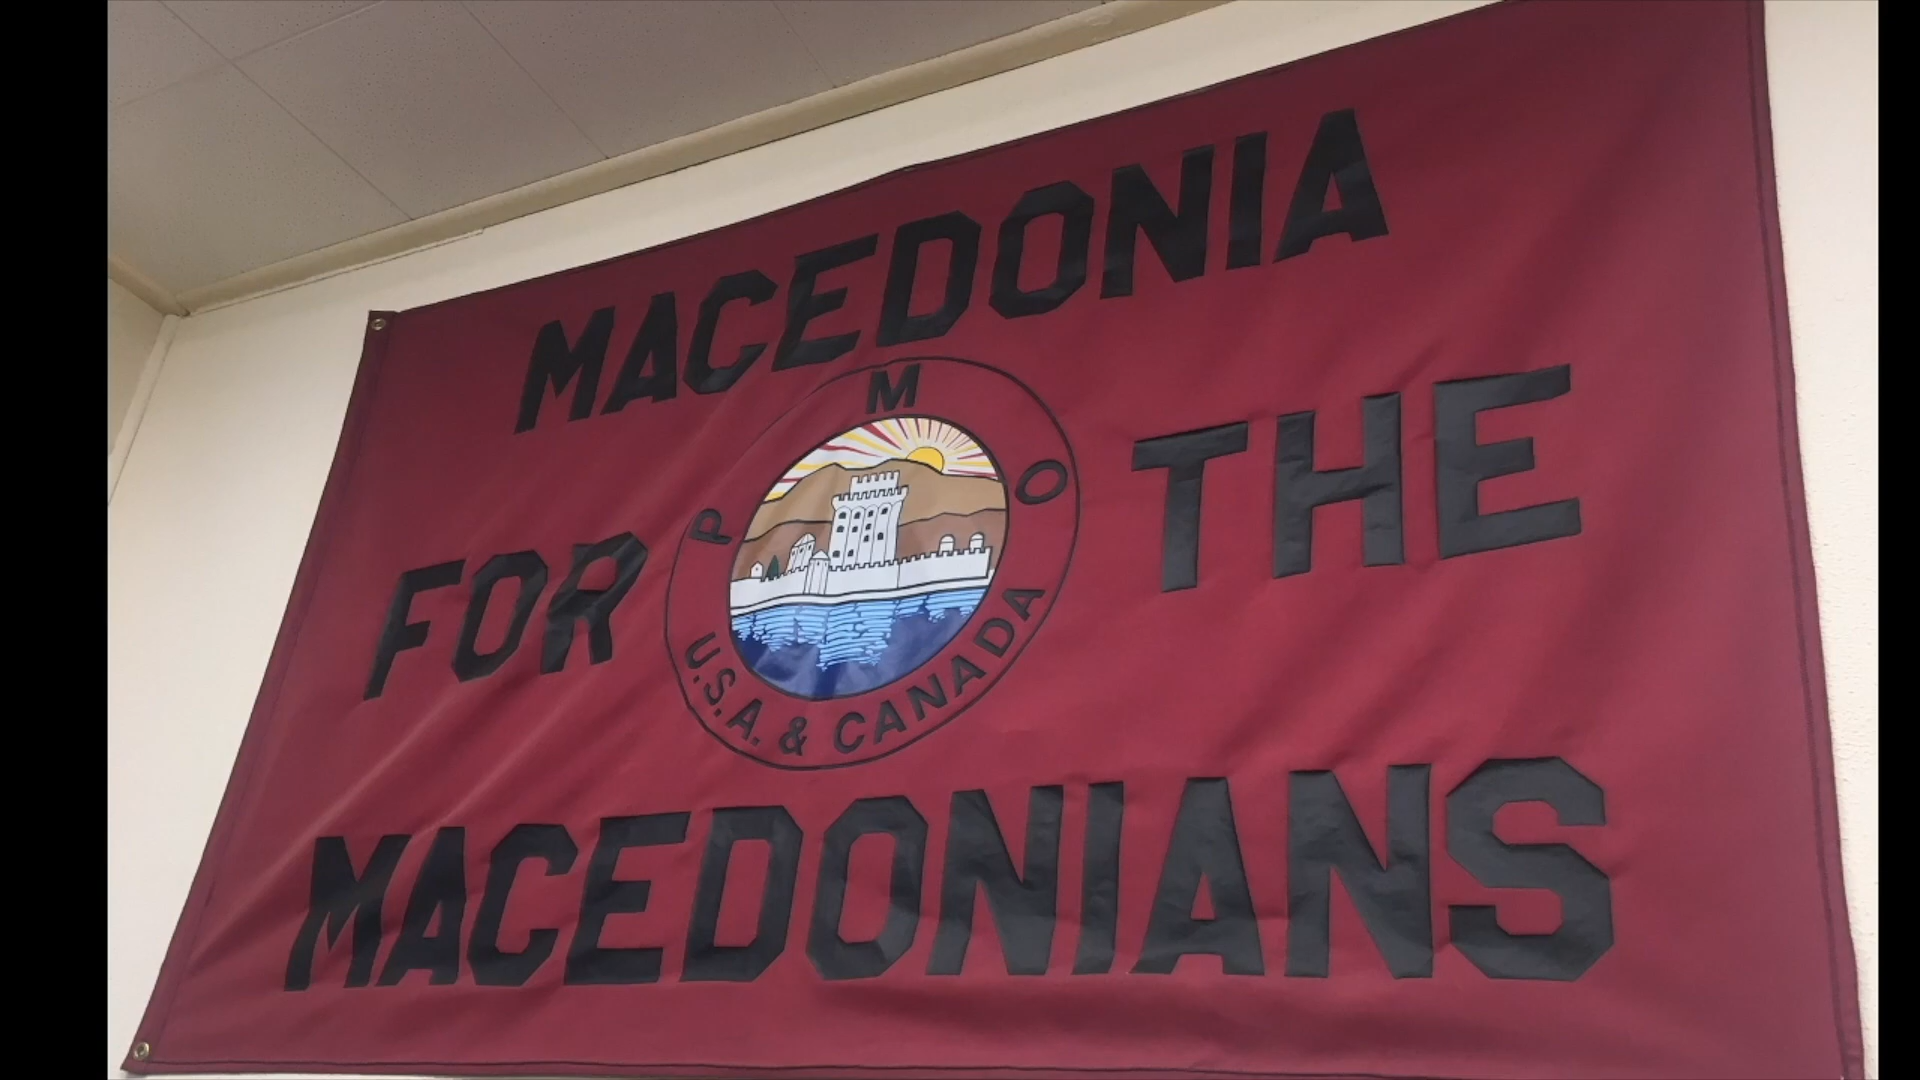 MACEDONIA
FOR THE
MACEDONIANS
P M O
U.S.A. & CANADA